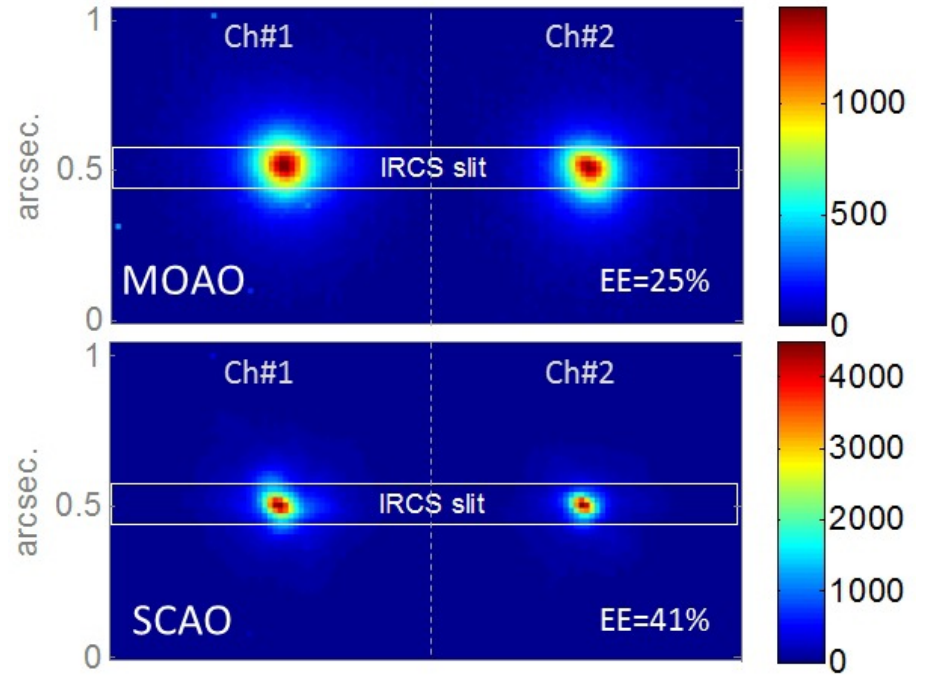 1
Ch#1
Ch#2
1000
arcsec.
0.5
IRCS slit
500
MOAO
EE=25%
0
0
1
Ch#1
Ch#2
4000
3000
arcsec.
0.5
IRCS slit
2000
1000
SCAO
EE=41%
0
0